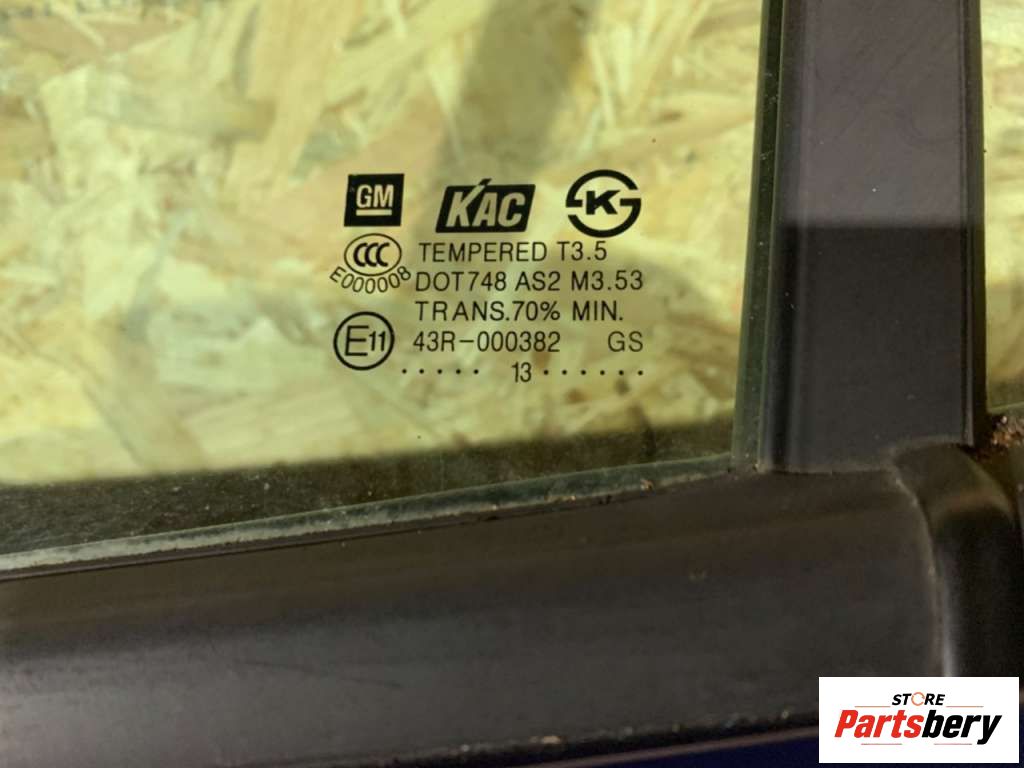 GM KAC K
CCC TEMPERED T3.5
E000008 DOT748 AS2 M3.53
TRANS.70% MIN.
E11 43R-000382 GS
..... 13 ......
STORE
Partsbery